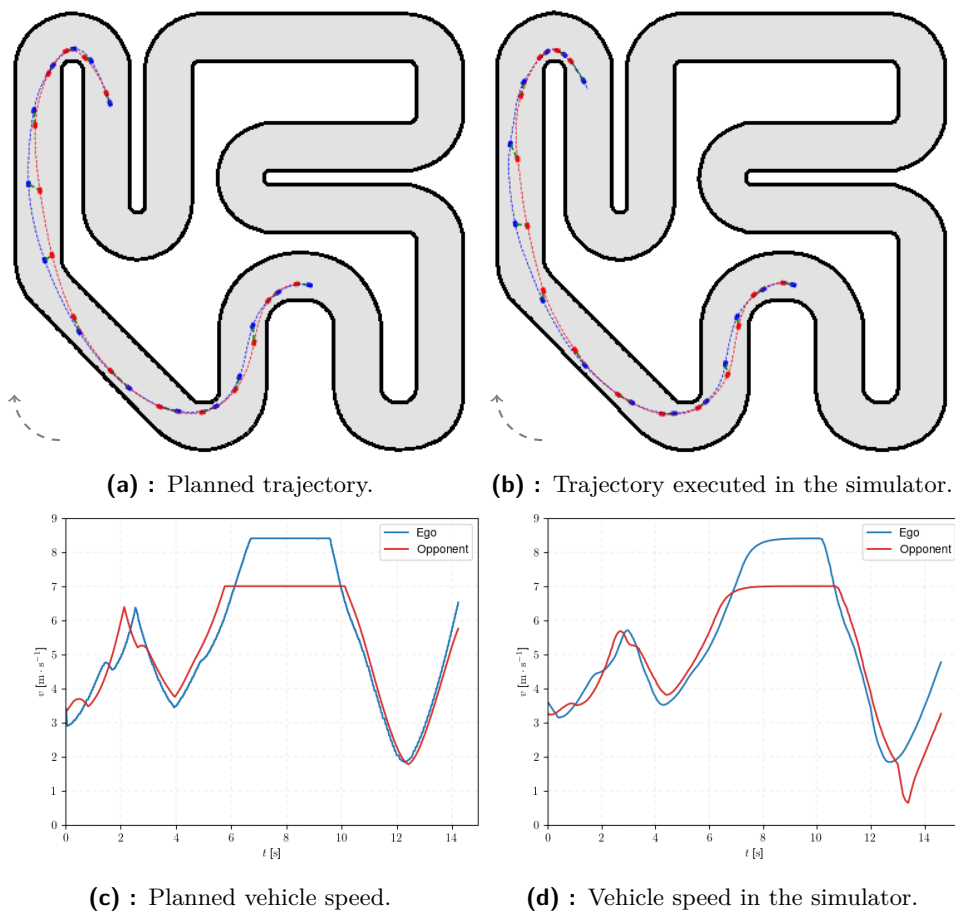 (a) : Planned trajectory.
(b) : Trajectory executed in the simulator.
9
8
7
6
5
4
3
2
1
0
v [m · s⁻¹]
Ego
Opponent
0 2 4 6 8 10 12 14
t [s]
9
8
7
6
5
4
3
2
1
0
v [m · s⁻¹]
Ego
Opponent
0 2 4 6 8 10 12 14
t [s]
(c) : Planned vehicle speed.
(d) : Vehicle speed in the simulator.